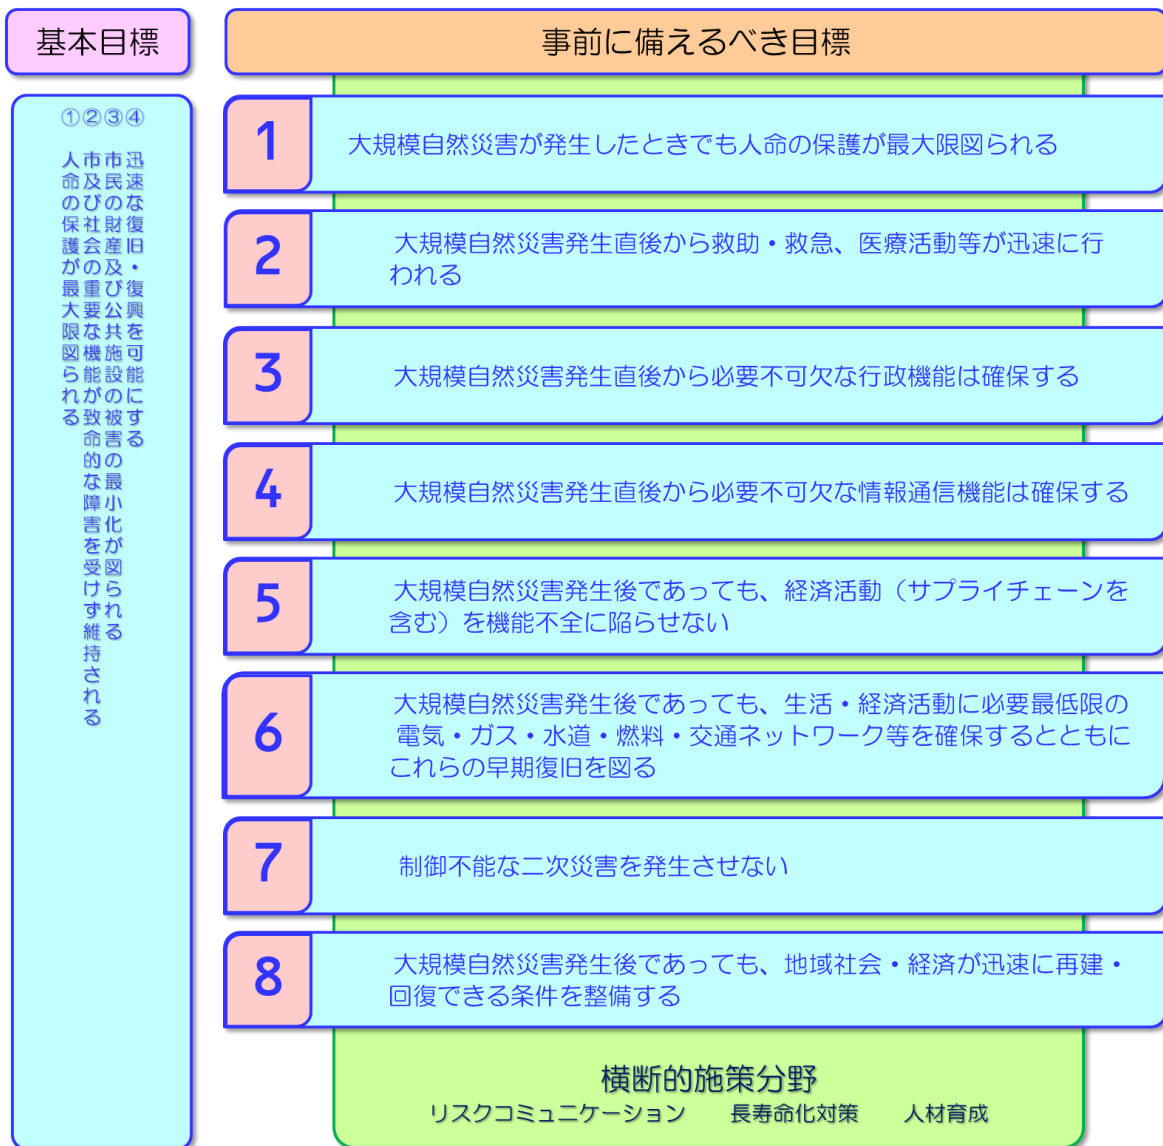 基本目標
① 人命の保護が最大限図られる
② 市及び社会の重要な機能が致命的な障害を受けず維持される
③ 市民の財産及び公共施設の被害の最小化が図られる
④ 迅速な復旧・復興を可能にする
事前に備えるべき目標
1
大規模自然災害が発生したときでも人命の保護が最大限図られる
2
大規模自然災害発生直後から救助・救急、医療活動等が迅速に行
われる
3
大規模自然災害発生直後から必要不可欠な行政機能は確保する
4
大規模自然災害発生直後から必要不可欠な情報通信機能は確保する
5
大規模自然災害発生後であっても、経済活動（サプライチェーンを
含む）を機能不全に陥らせない
6
大規模自然災害発生後であっても、生活・経済活動に必要最低限の
電気・ガス・水道・燃料・交通ネットワーク等を確保するとともに
これらの早期復旧を図る
7
制御不能な二次災害を発生させない
8
大規模自然災害発生後であっても、地域社会・経済が迅速に再建・
回復できる条件を整備する
横断的施策分野
リスクコミュニケーション 長寿命化対策 人材育成